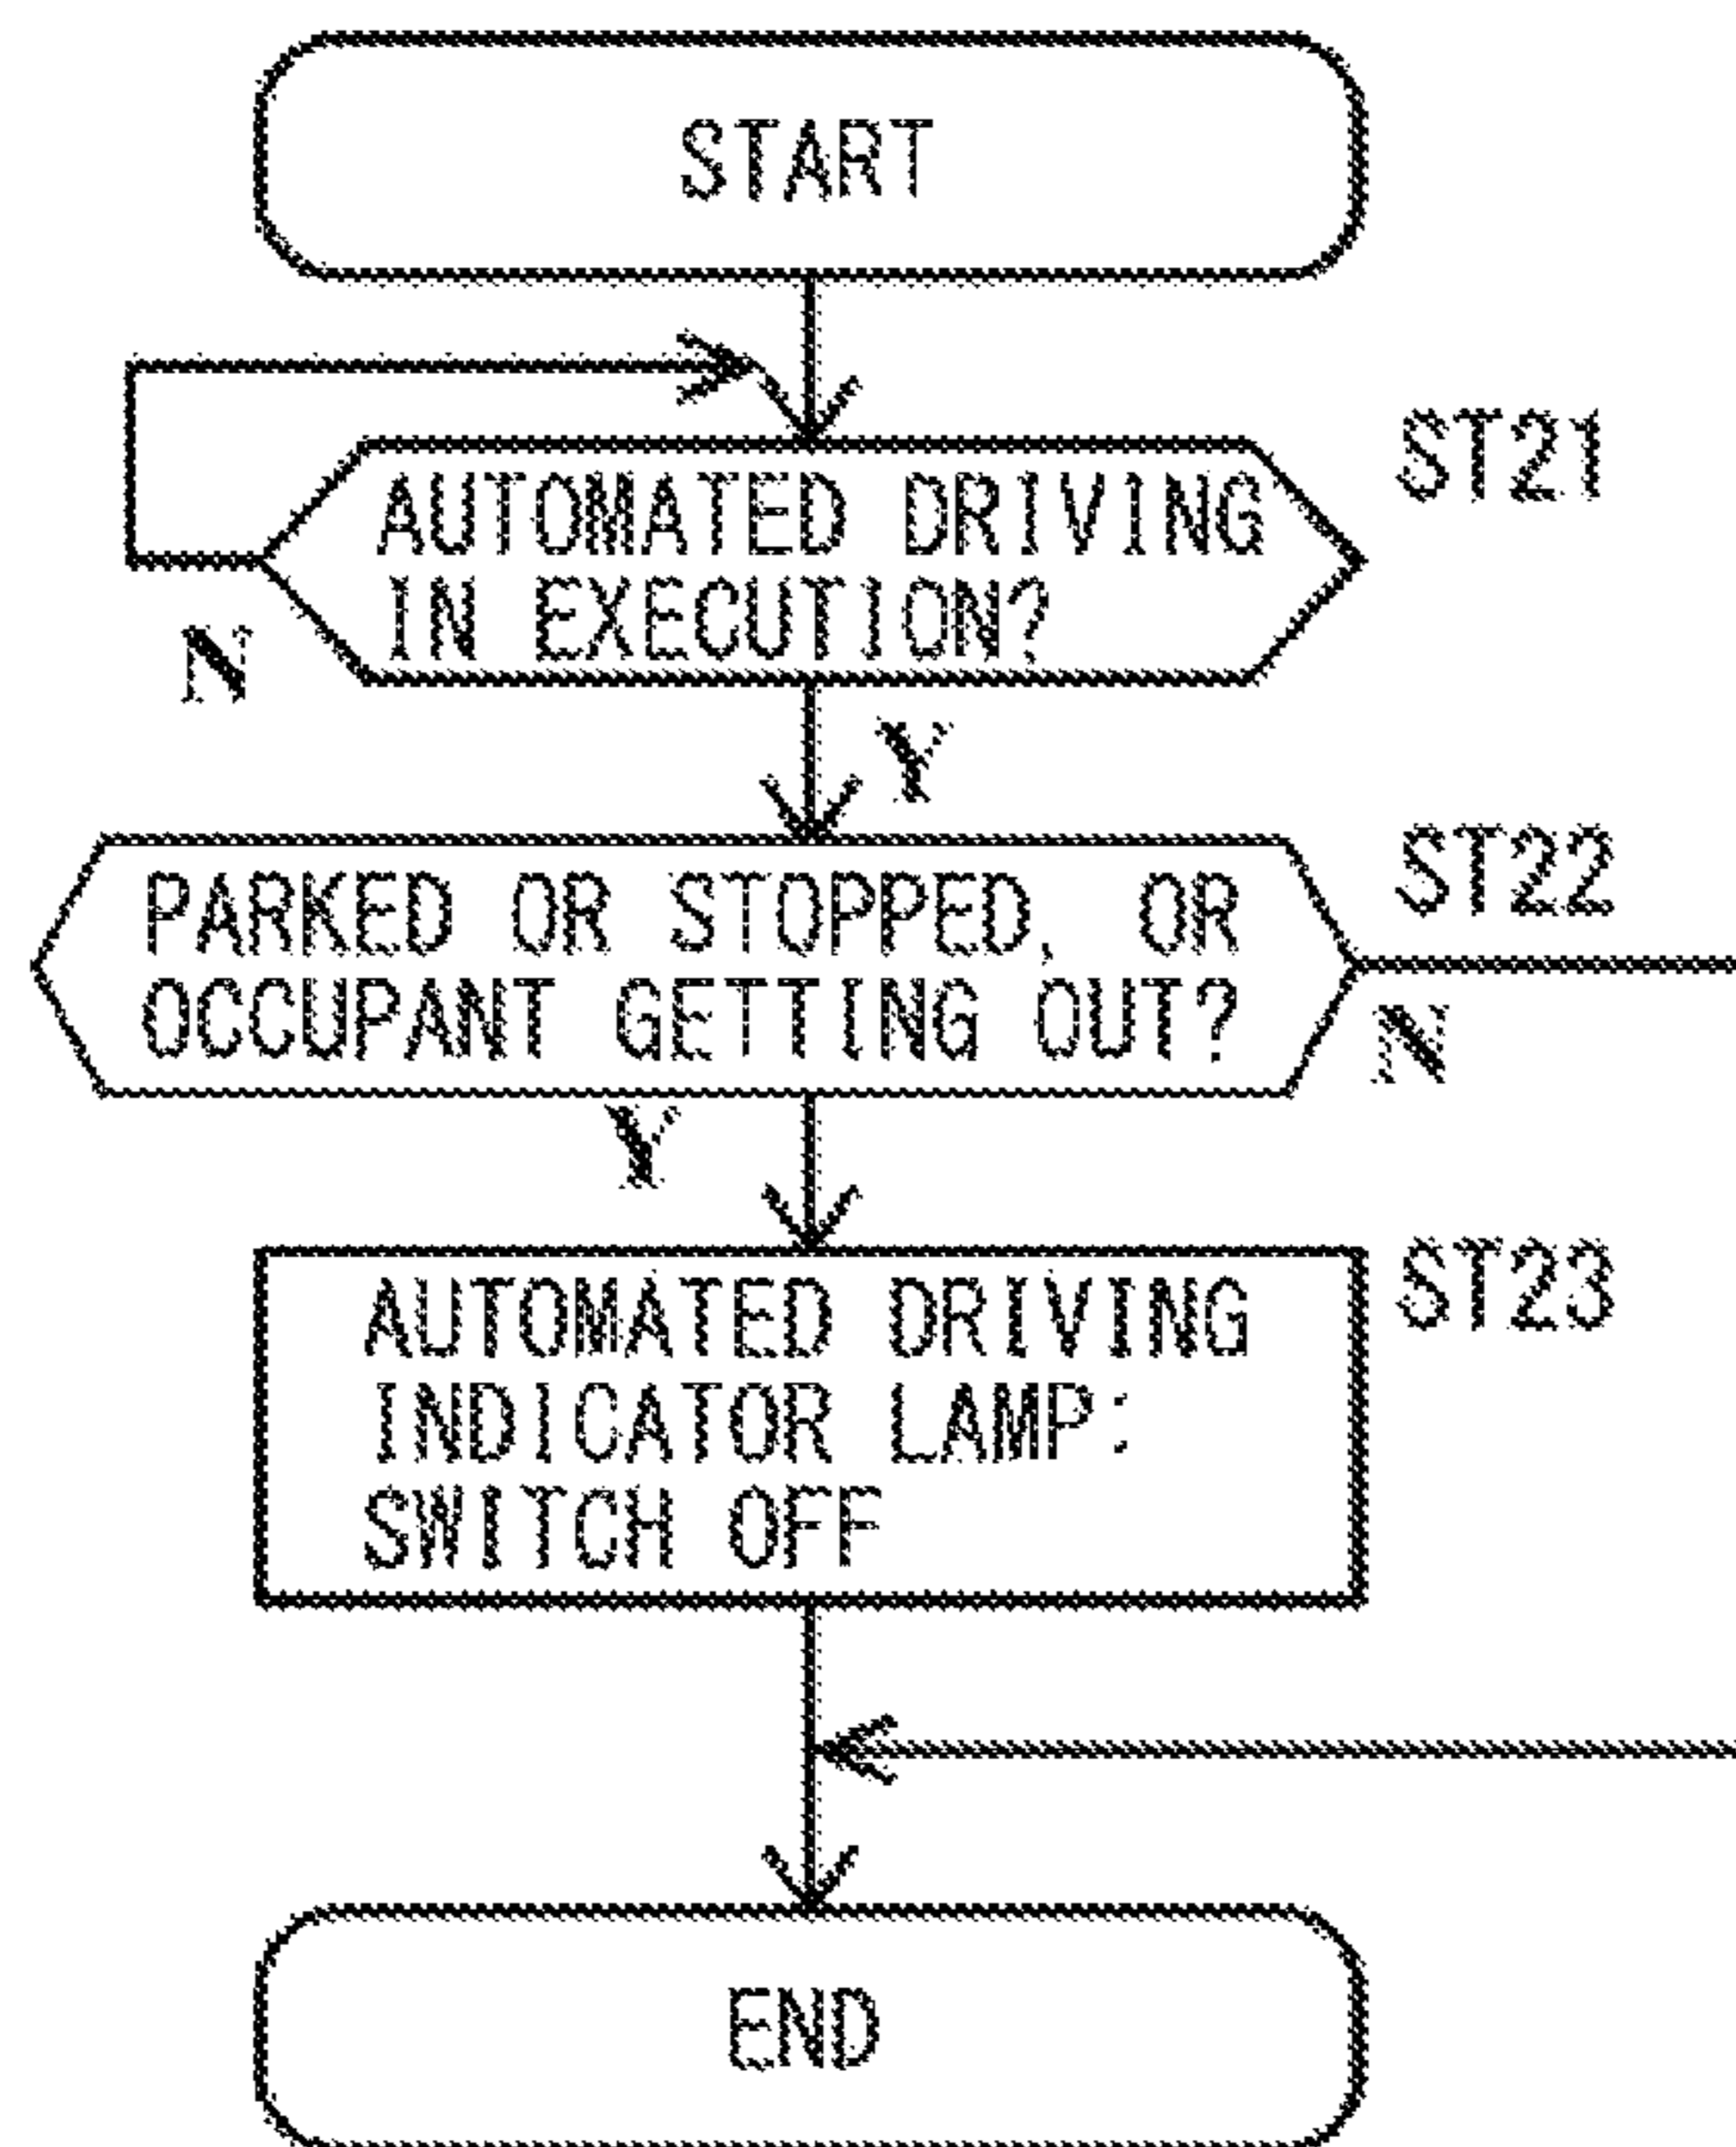 START
AUTOMATED DRIVING
IN EXECUTION?
ST21
N
Y
PARKED OR STOPPED, OR
OCCUPANT GETTING OUT?
ST22
N
Y
AUTOMATED DRIVING
INDICATOR LAMP:
SWITCH OFF
ST23
END